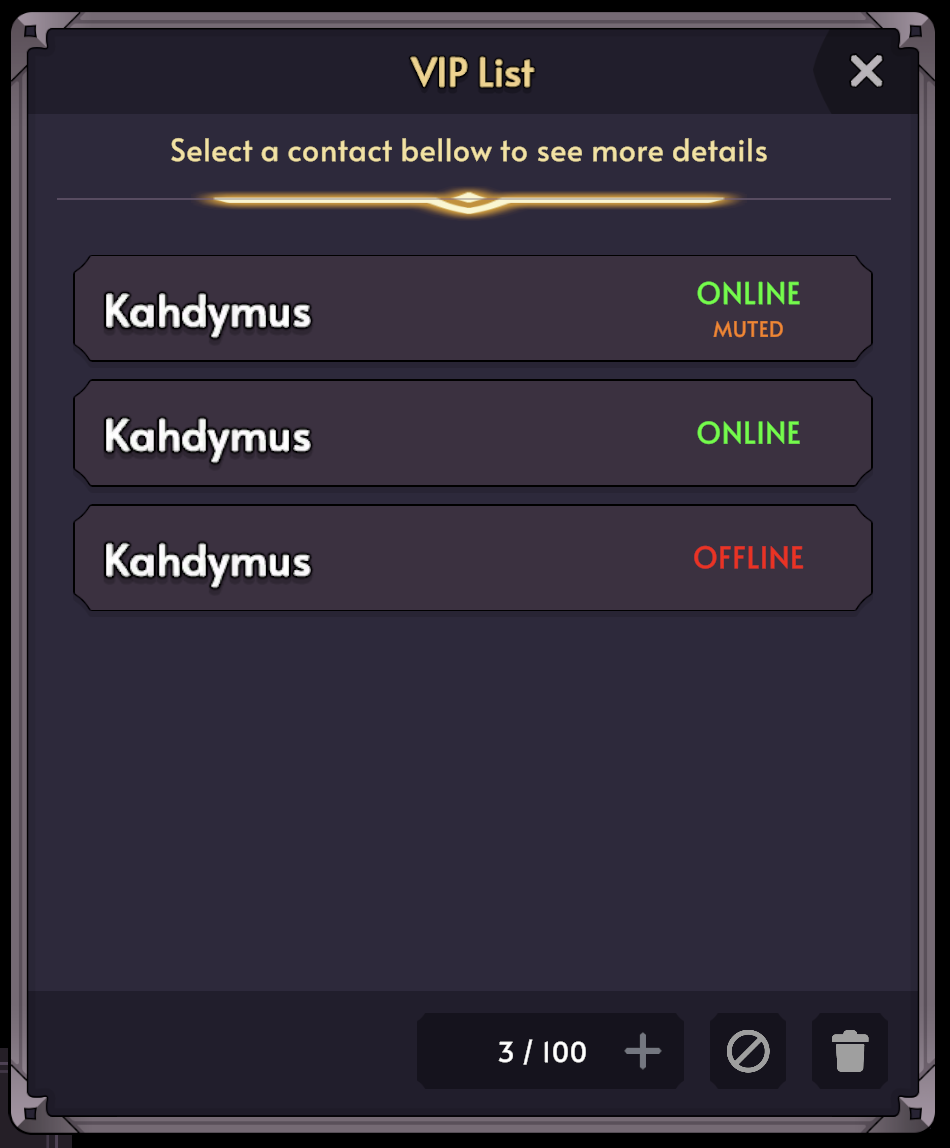 VIP List
Select a contact bellow to see more details
Kahdymus
ONLINE
MUTED
Kahdymus
ONLINE
Kahdymus
OFFLINE
3 / 100